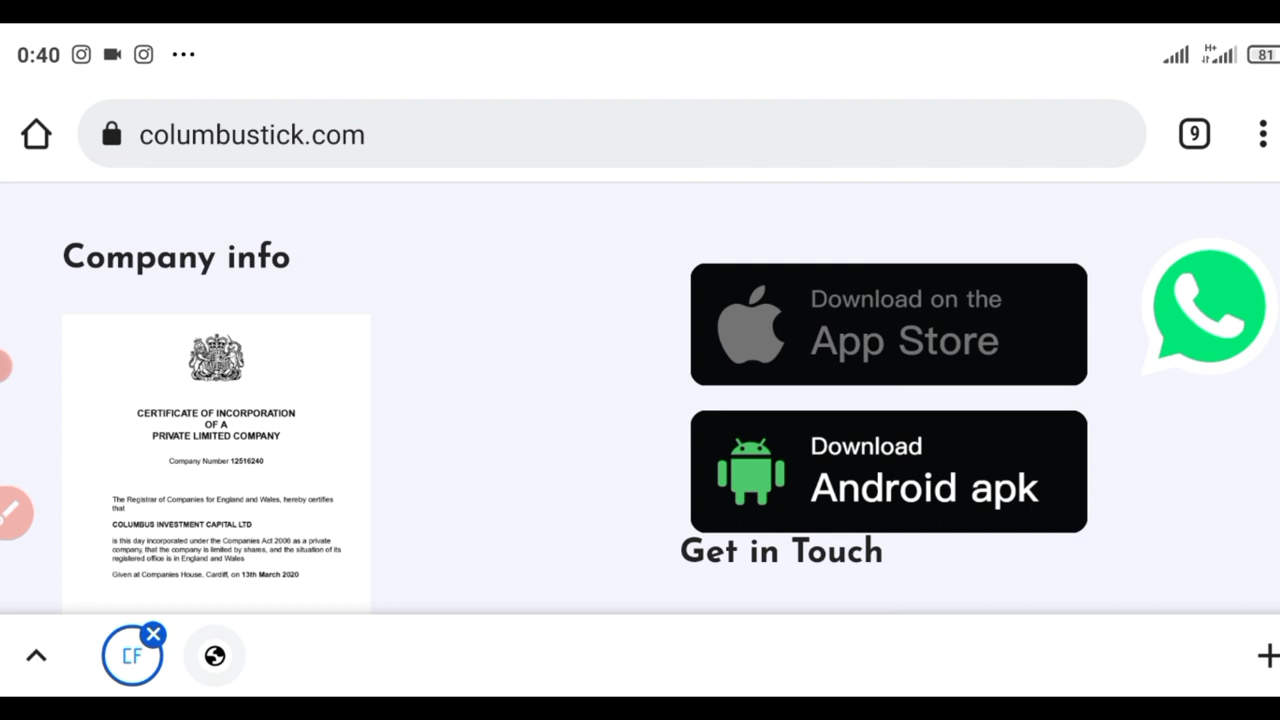 0:40
H+
81
columbustick.com
9
Company info
CERTIFICATE OF INCORPORATION
OF A
PRIVATE LIMITED COMPANY
Company Number 12516240
The Registrar of Companies for England and Wales, hereby certifies
that
COLUMBUS INVESTMENT CAPITAL LTD
is this day incorporated under the Companies Act 2006 as a private
company, that the company is limited by shares, and the situation of its
registered office is in England and Wales
Given at Companies House, Cardiff, on 13th March 2020
Download on the
App Store
Download
Android apk
Get in Touch
CF